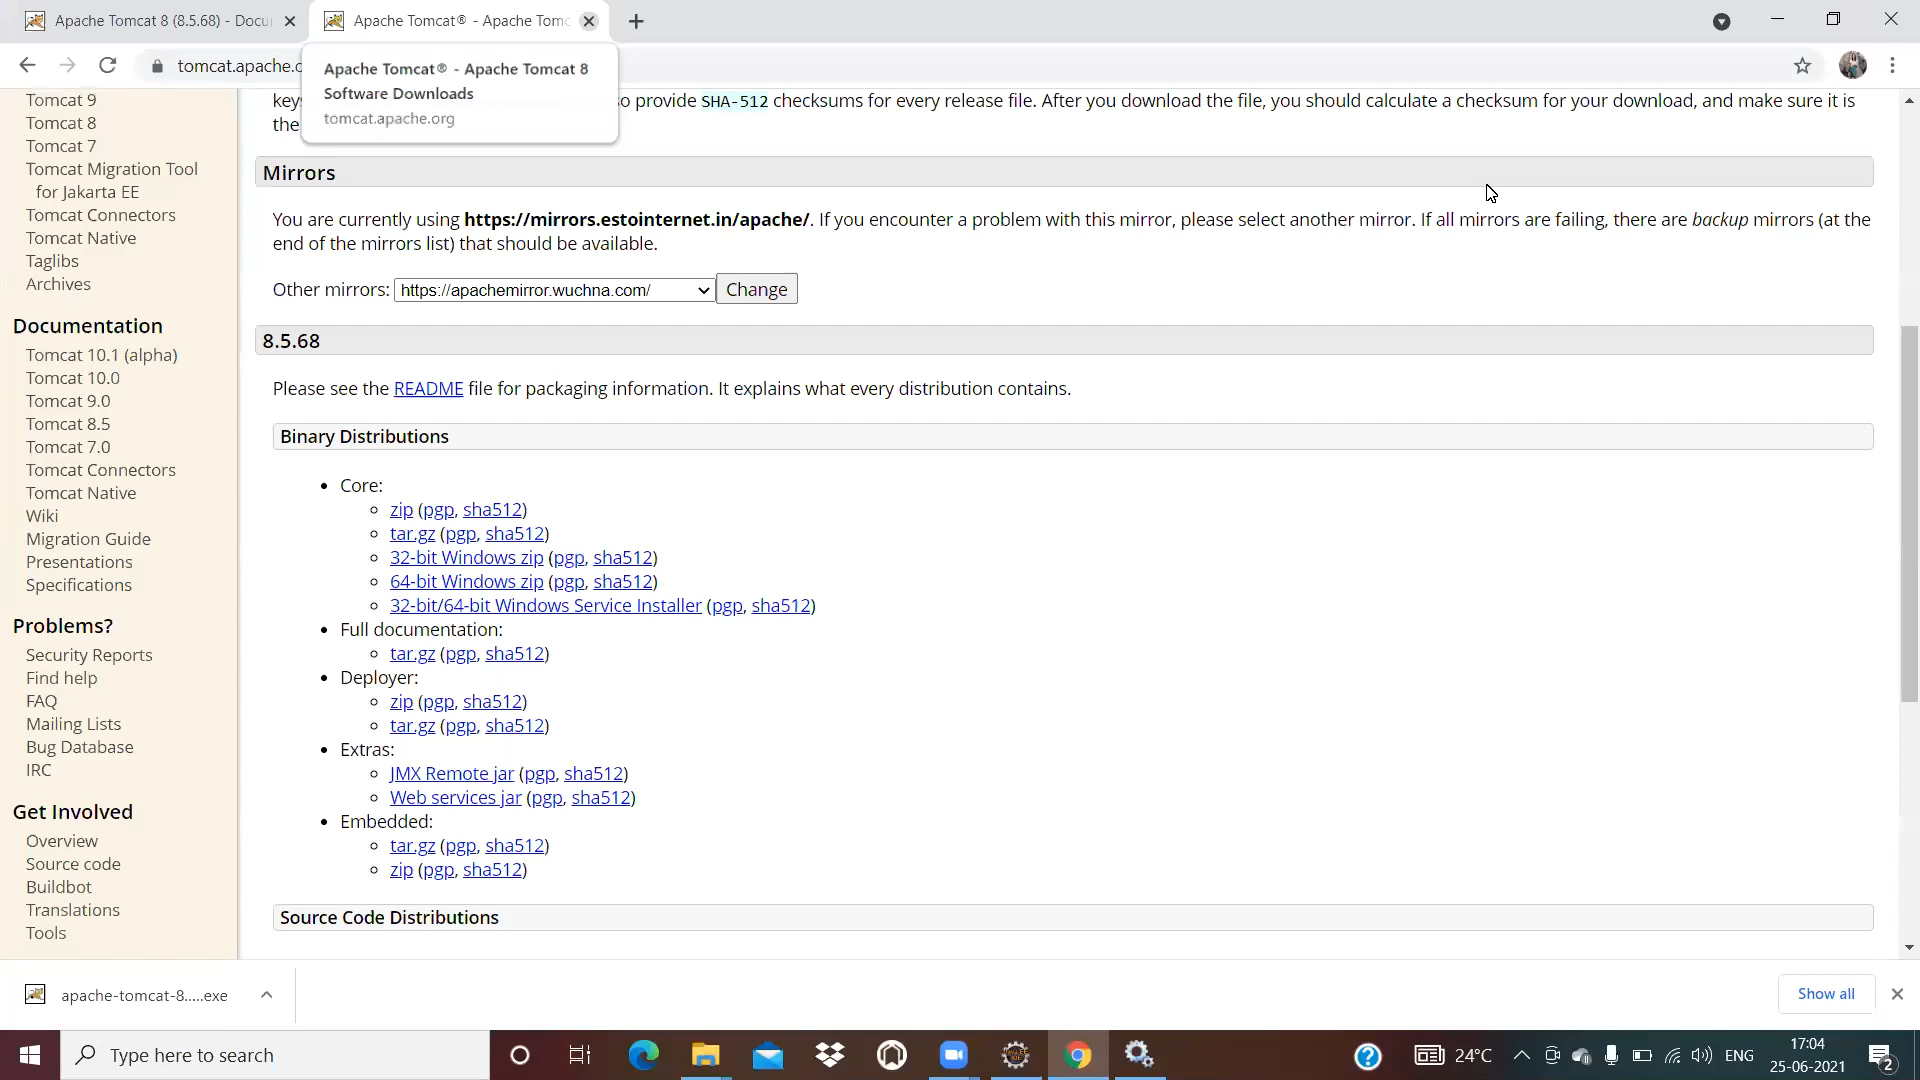 Apache Tomcat 8 (8.5.68) - Docu
Apache Tomcat® - Apache Tomc
tomcat.apache.o
Apache Tomcat® - Apache Tomcat 8
Software Downloads
tomcat.apache.org
Tomcat 9
Tomcat 8
Tomcat 7
Tomcat Migration Tool
for Jakarta EE
Tomcat Connectors
Tomcat Native
Taglibs
Archives
Documentation
Tomcat 10.1 (alpha)
Tomcat 10.0
Tomcat 9.0
Tomcat 8.5
Tomcat 7.0
Tomcat Connectors
Tomcat Native
Wiki
Migration Guide
Presentations
Specifications
Problems?
Security Reports
Find help
FAQ
Mailing Lists
Bug Database
IRC
Get Involved
Overview
Source code
Buildbot
Translations
Tools
key so provide SHA-512 checksums for every release file. After you download the file, you should calculate a checksum for your download, and make sure it is
the
Mirrors
You are currently using https://mirrors.estointernet.in/apache/. If you encounter a problem with this mirror, please select another mirror. If all mirrors are failing, there are backup mirrors (at the
end of the mirrors list) that should be available.
Other mirrors: https://apachemirror.wuchna.com/ Change
8.5.68
Please see the README file for packaging information. It explains what every distribution contains.
Binary Distributions
• Core:
zip (pgp, sha512)
tar.gz (pgp, sha512)
32-bit Windows zip (pgp, sha512)
64-bit Windows zip (pgp, sha512)
32-bit/64-bit Windows Service Installer (pgp, sha512)
• Full documentation:
tar.gz (pgp, sha512)
• Deployer:
zip (pgp, sha512)
tar.gz (pgp, sha512)
• Extras:
JMX Remote jar (pgp, sha512)
Web services jar (pgp, sha512)
• Embedded:
tar.gz (pgp, sha512)
zip (pgp, sha512)
Source Code Distributions
apache-tomcat-8.....exe
Show all
Type here to search
24°C
ENG
17:04
25-06-2021
2